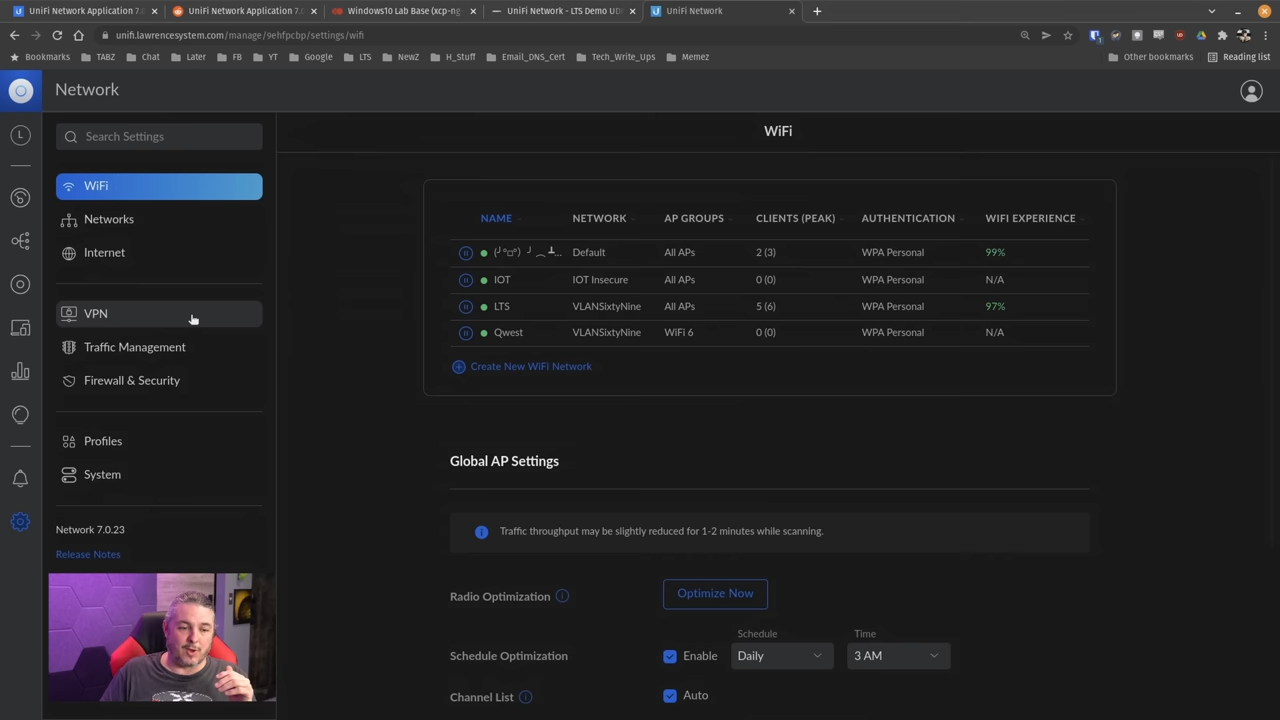 UniFi Network Application 7.0
UniFi Network Application 7.0
Windows10 Lab Base (xcp-ng
UniFi Network - LTS Demo UD
UniFi Network
unifi.lawrencesystem.com/manage/9ehfpcbp/settings/wifi
Bookmarks TABZ Chat Later FB YT Google LTS NewZ H_Stuff Email_DNS_Cert Tech_Write_Ups Memez Other bookmarks Reading list
Network
Search Settings
WiFi
Networks
Internet
VPN
Traffic Management
Firewall & Security
Profiles
System
Network 7.0.23
Release Notes
WiFi
NAME NETWORK AP GROUPS CLIENTS (PEAK) AUTHENTICATION WIFI EXPERIENCE
(╯°□°)╯︵ ┻... Default All APs 2 (3) WPA Personal 99%
IOT IOT Insecure All APs 0 (0) WPA Personal N/A
LTS VLANSixtyNine All APs 5 (6) WPA Personal 97%
Qwest VLANSixtyNine WiFi 6 0 (0) WPA Personal N/A
Create New WiFi Network
Global AP Settings
Traffic throughput may be slightly reduced for 1-2 minutes while scanning.
Radio Optimization Optimize Now
Schedule Time
Schedule Optimization Enable Daily 3 AM
Channel List Auto